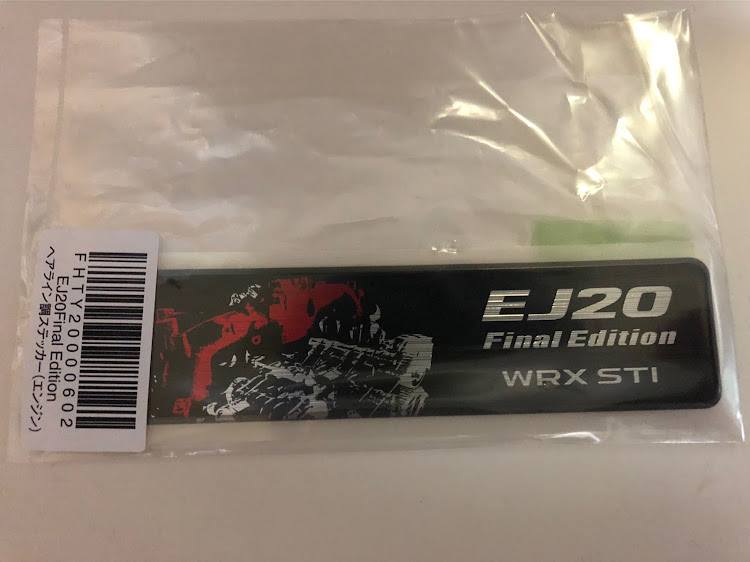 EJ20
Final Edition
WRX STI
FHTY20000602
EJ20Final Edition
ヘアライン調ステッカー(エンジン)